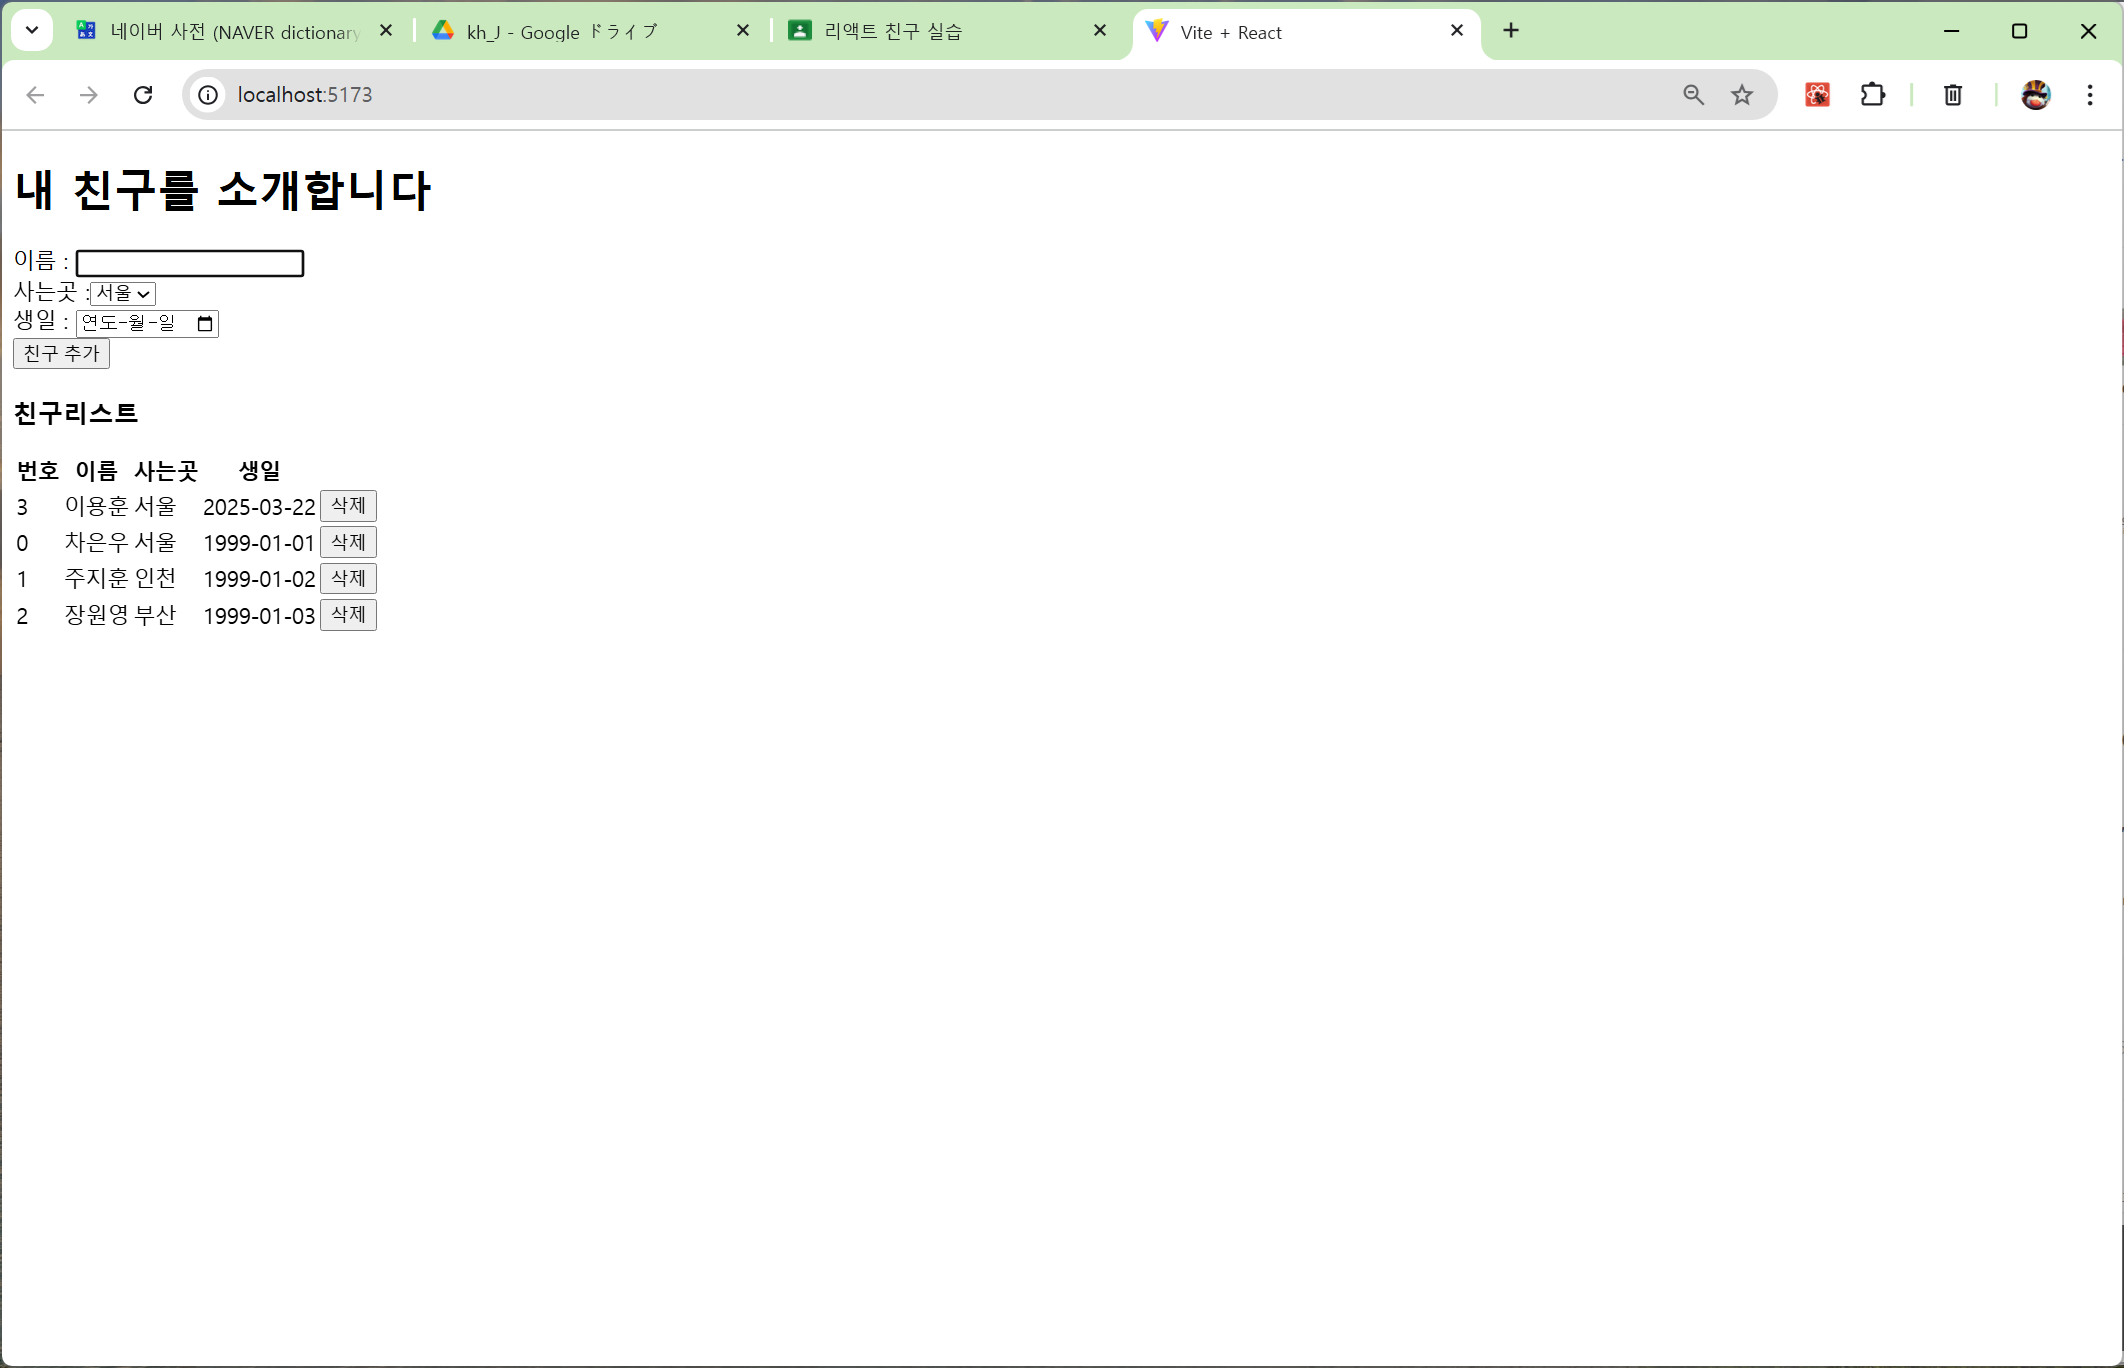 네이버 사전 (NAVER dictionary
kh_J - Google ドライブ
리액트 친구 실습
Vite + React
localhost:5173
내 친구를 소개합니다
이름 :
사는곳 : 서울
생일 : 연도-월-일
친구 추가
친구리스트
번호 이름 사는곳 생일
3 이용훈 서울 2025-03-22 삭제
0 차은우 서울 1999-01-01 삭제
1 주지훈 인천 1999-01-02 삭제
2 장원영 부산 1999-01-03 삭제